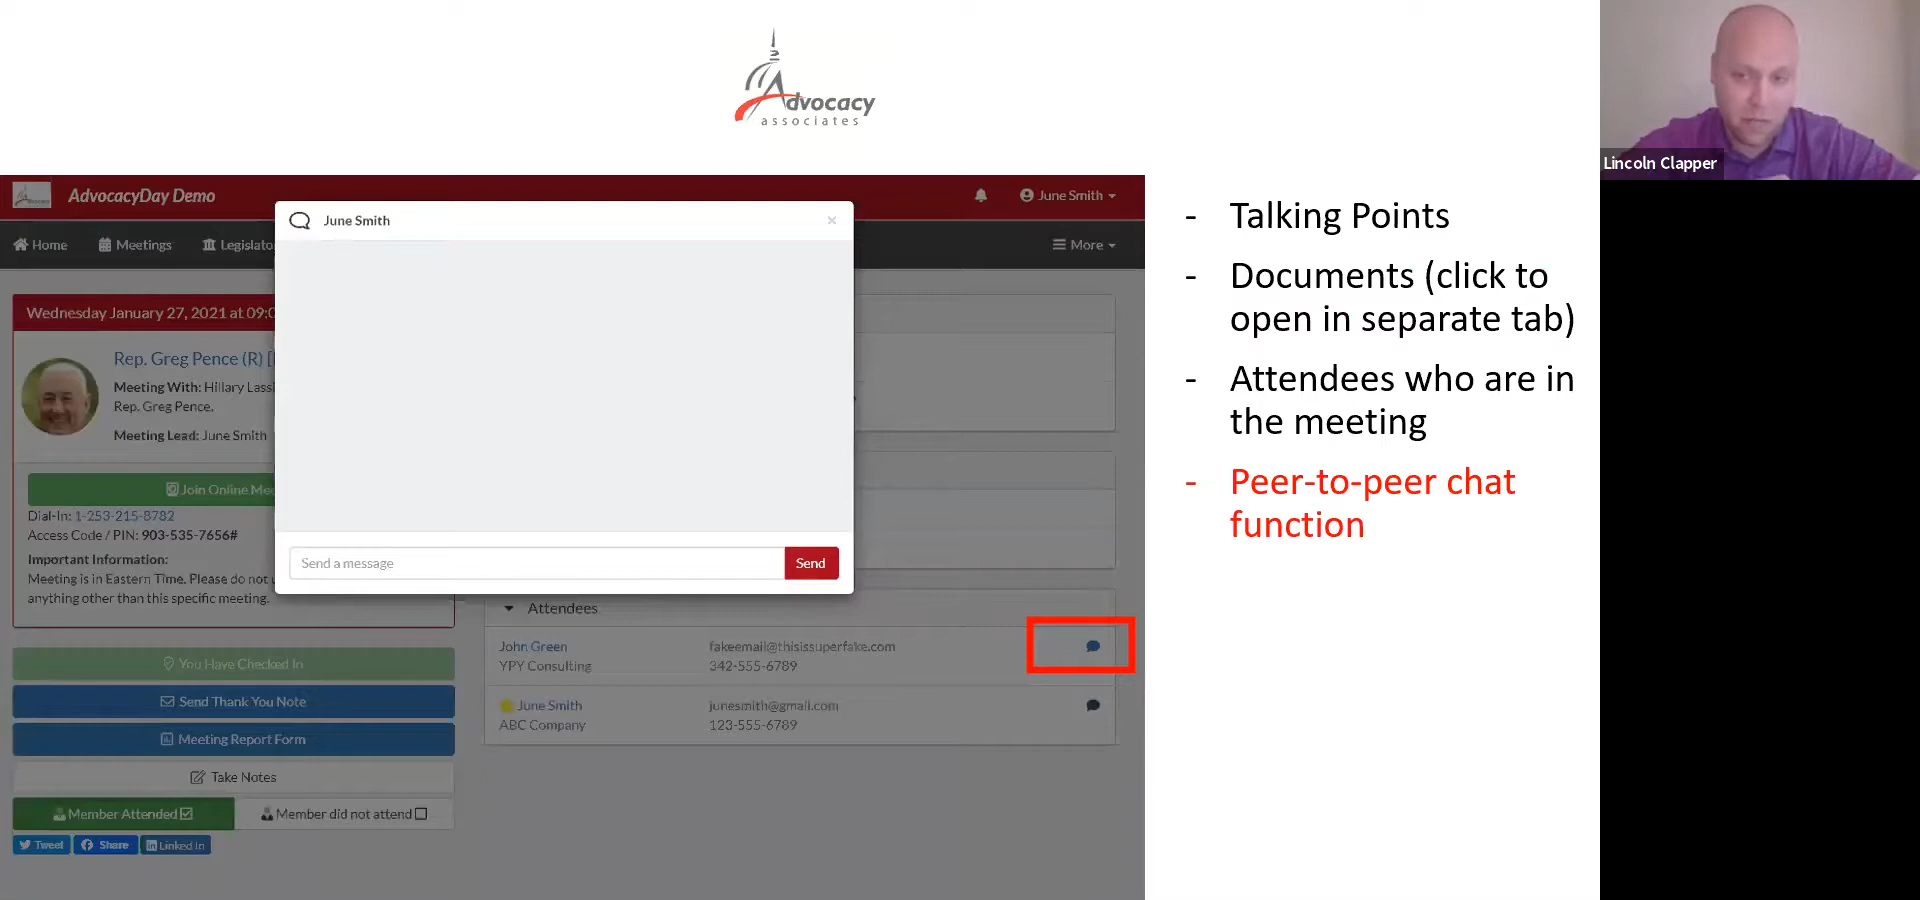 Advocacy
associates
AdvocacyDay Demo
June Smith
Home
Meetings
Legislato
More
June Smith
×
Wednesday January 27, 2021 at 09:0
Rep. Greg Pence (R) [
Meeting With: Hillary Lassi
Rep. Greg Pence,
Meeting Lead: June Smith
Join Online Mee
Dial-In: 1-253-215-8782
Access Code / PIN: 903-535-7656#
Important Information:
Meeting is in Eastern Time. Please do not u
anything other than this specific meeting.
Send a message
Send
You Have Checked In
Send Thank You Note
Meeting Report Form
Take Notes
Member Attended
Member did not attend
Tweet
Share
Linked In
Attendees
John Green
fakeemail@thisissuperfake.com
YPY Consulting
342-555-6789
June Smith
junesmith@gmail.com
ABC Company
123-555-6789
- Talking Points
- Documents (click to
open in separate tab)
- Attendees who are in
the meeting
- Peer-to-peer chat
function
Lincoln Clapper